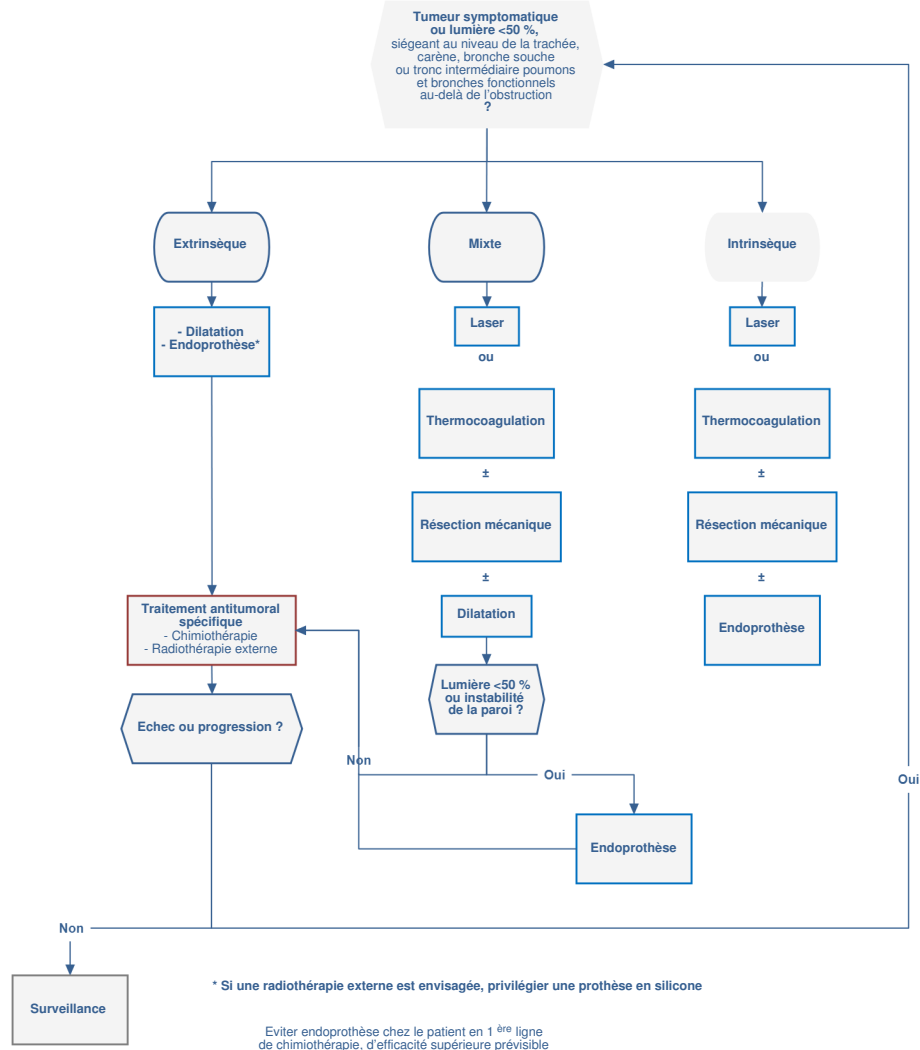 Tumeur symptomatique
ou lumière <50 %,
siégeant au niveau de la trachée,
carène, bronche souche
ou tronc intermédiaire poumons
et bronches fonctionnels
au-delà de l'obstruction
?
Extrinsèque
Mixte
Intrinsèque
- Dilatation
- Endoprothèse*
Laser
ou
Thermocoagulation
±
Résection mécanique
±
Dilatation
Laser
ou
Thermocoagulation
±
Résection mécanique
±
Endoprothèse
Traitement antitumoral
spécifique
- Chimiothérapie
- Radiothérapie externe
Lumière <50 %
ou instabilité
de la paroi ?
Echec ou progression ?
Non
Oui
Oui
Endoprothèse
Non
Surveillance
* Si une radiothérapie externe est envisagée, privilégier une prothèse en silicone
Eviter endoprothèse chez le patient en 1 ère ligne
de chimiothérapie, d'efficacité supérieure prévisible